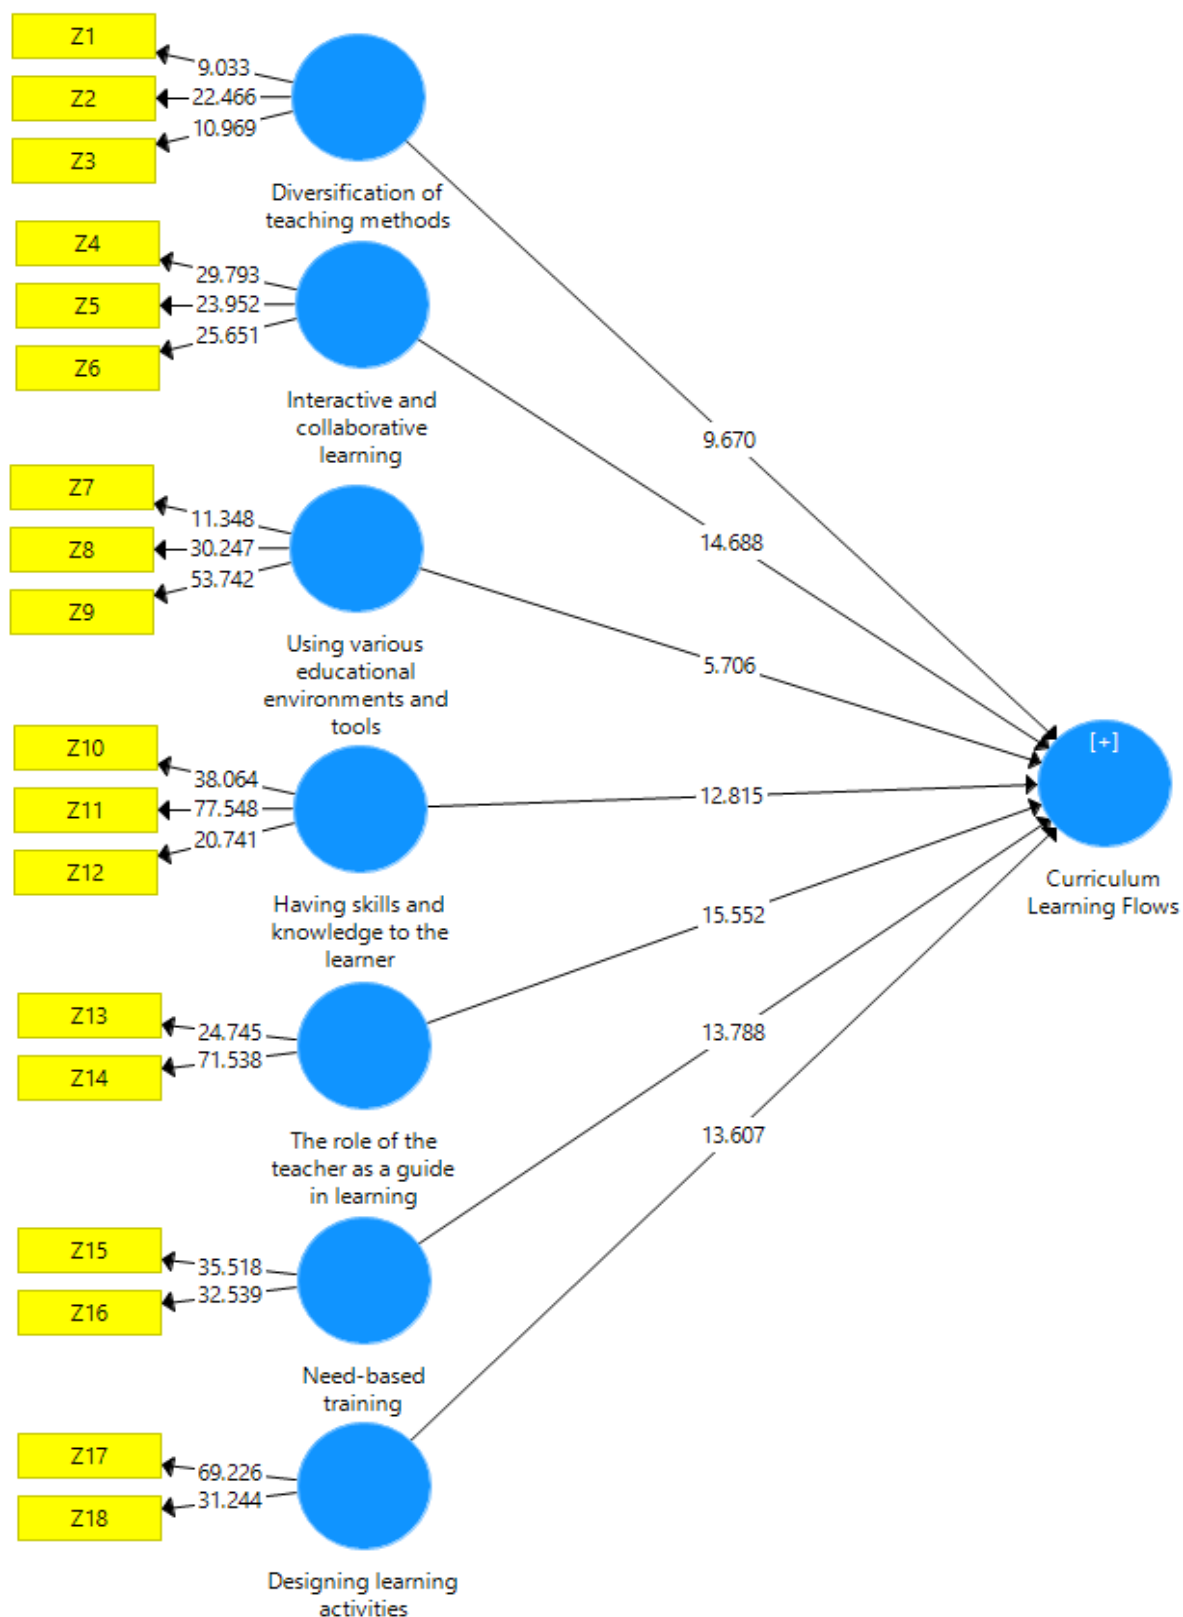 Z1
9.033
Z2
22.466
10.969
Z3
Diversification of
teaching methods
Z4
29.793
Z5
23.952
25.651
Z6
Interactive and
collaborative
learning
9.670
14.688
Z7
11.348
Z8
30.247
53.742
Z9
Using various
educational
environments and
tools
5.706
Z10
38.064
Z11
77.548
20.741
Z12
Having skills and
knowledge to the
learner
12.815
[+]
Curriculum
Learning Flows
15.552
Z13
24.745
71.538
Z14
The role of the
teacher as a guide
in learning
13.788
13.607
Z15
35.518
32.539
Z16
Need-based
training
Z17
69.226
31.244
Z18
Designing learning
activities